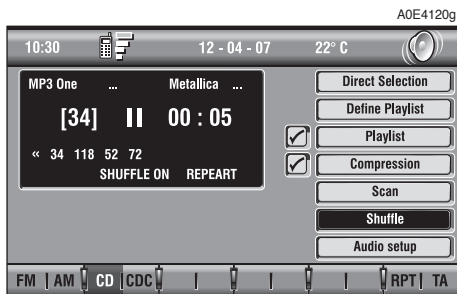 A0E4120g
10:30 12 - 04 - 07 22° C
MP3 One ... Metallica ...
[34] 00 : 05
« 34 118 52 72
SHUFFLE ON REPEART
Direct Selection
Define Playlist
Playlist
Compression
Scan
Shuffle
Audio setup
FM AM CD CDC RPT TA